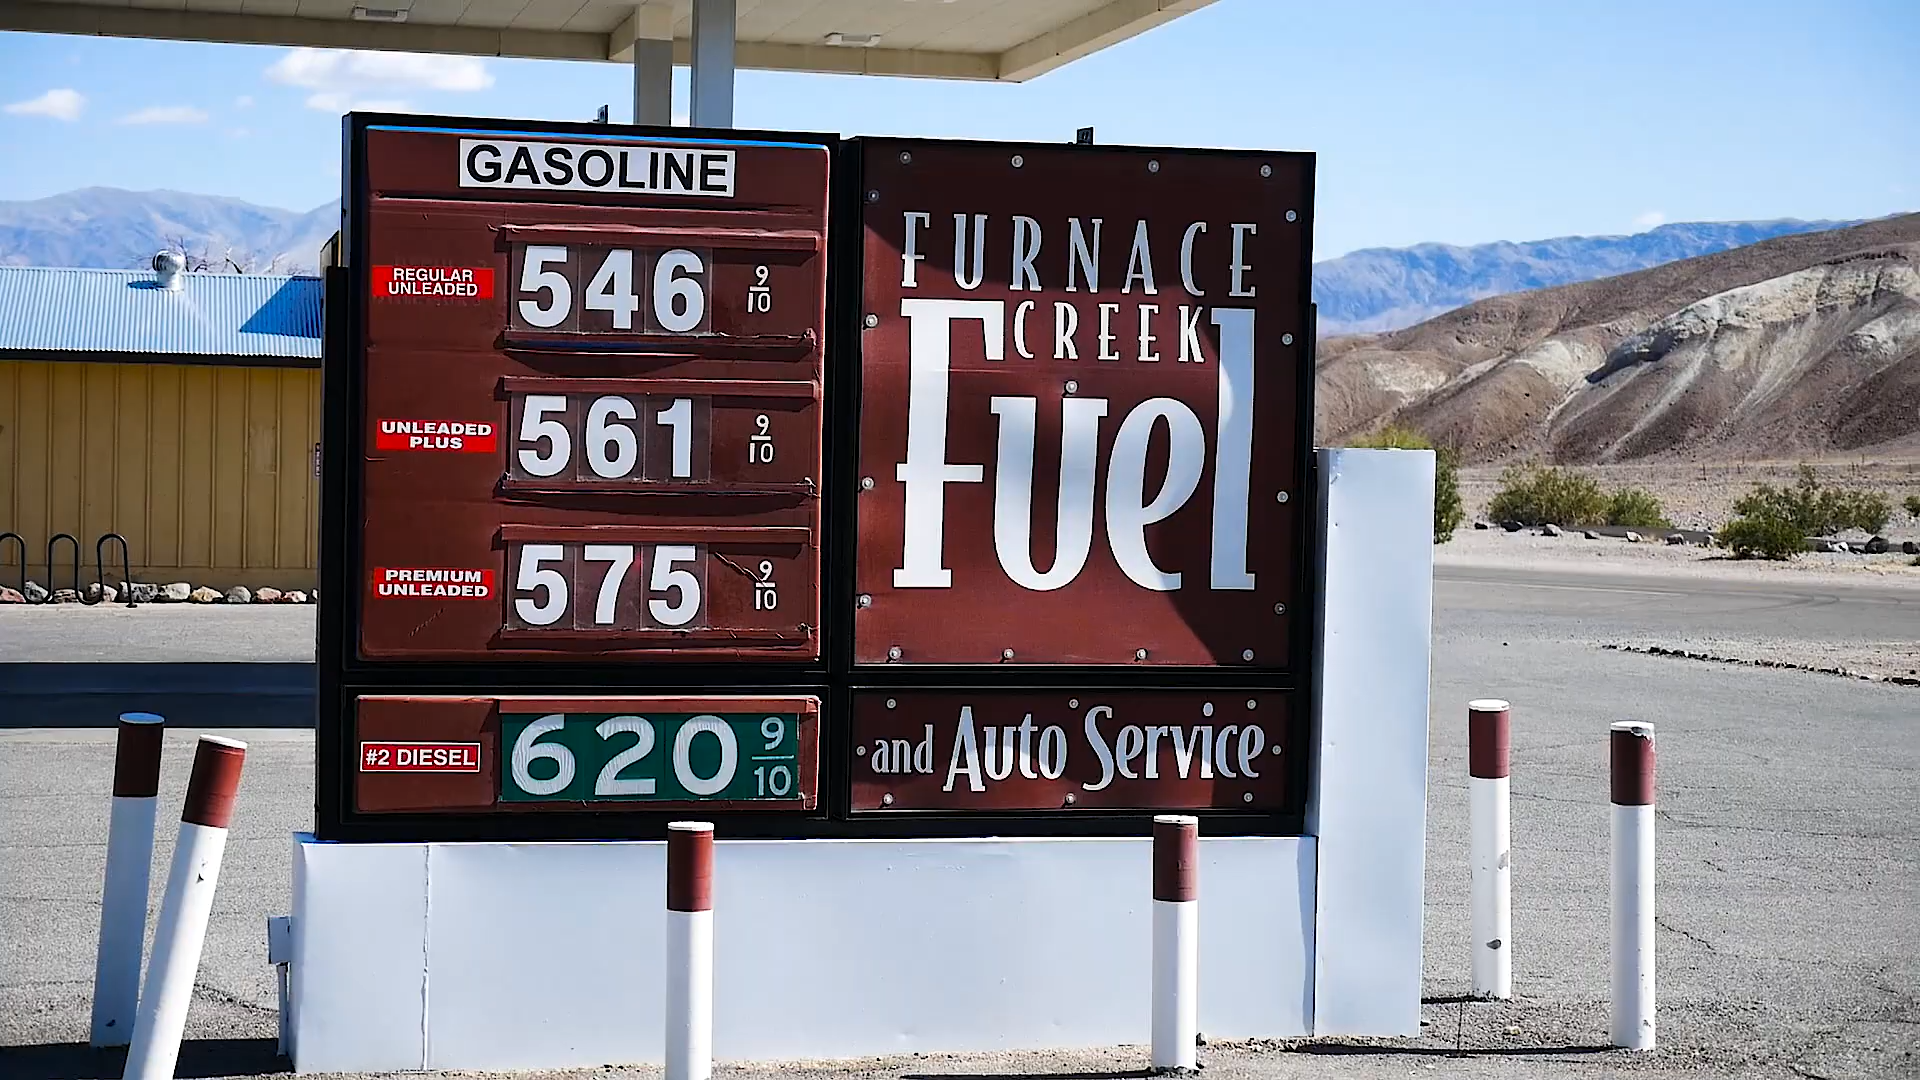 GASOLINE
REGULAR
UNLEADED
546 9/10
UNLEADED
PLUS
561 9/10
PREMIUM
UNLEADED
575 9/10
#2 DIESEL
620 9/10
FURNACE
CREEK
Fuel
and Auto Service